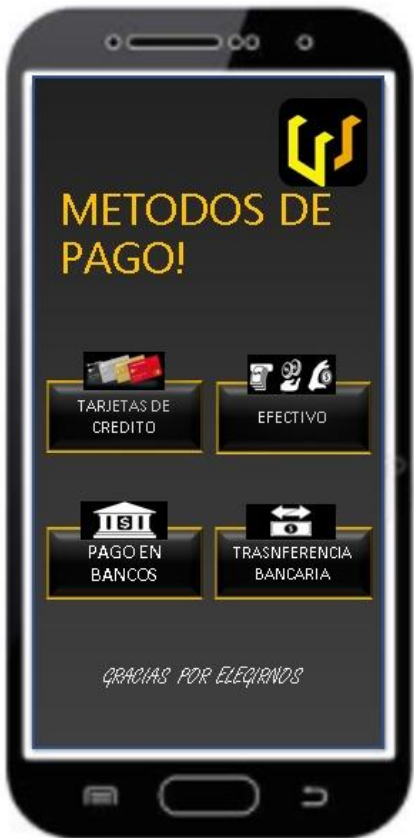 METODOS DE
PAGO!
TARJETAS DE
CREDITO
EFECTIVO
PAGO EN
BANCOS
TRASNFERENCIA
BANCARIA
GRACIAS POR ELEGIRNOS